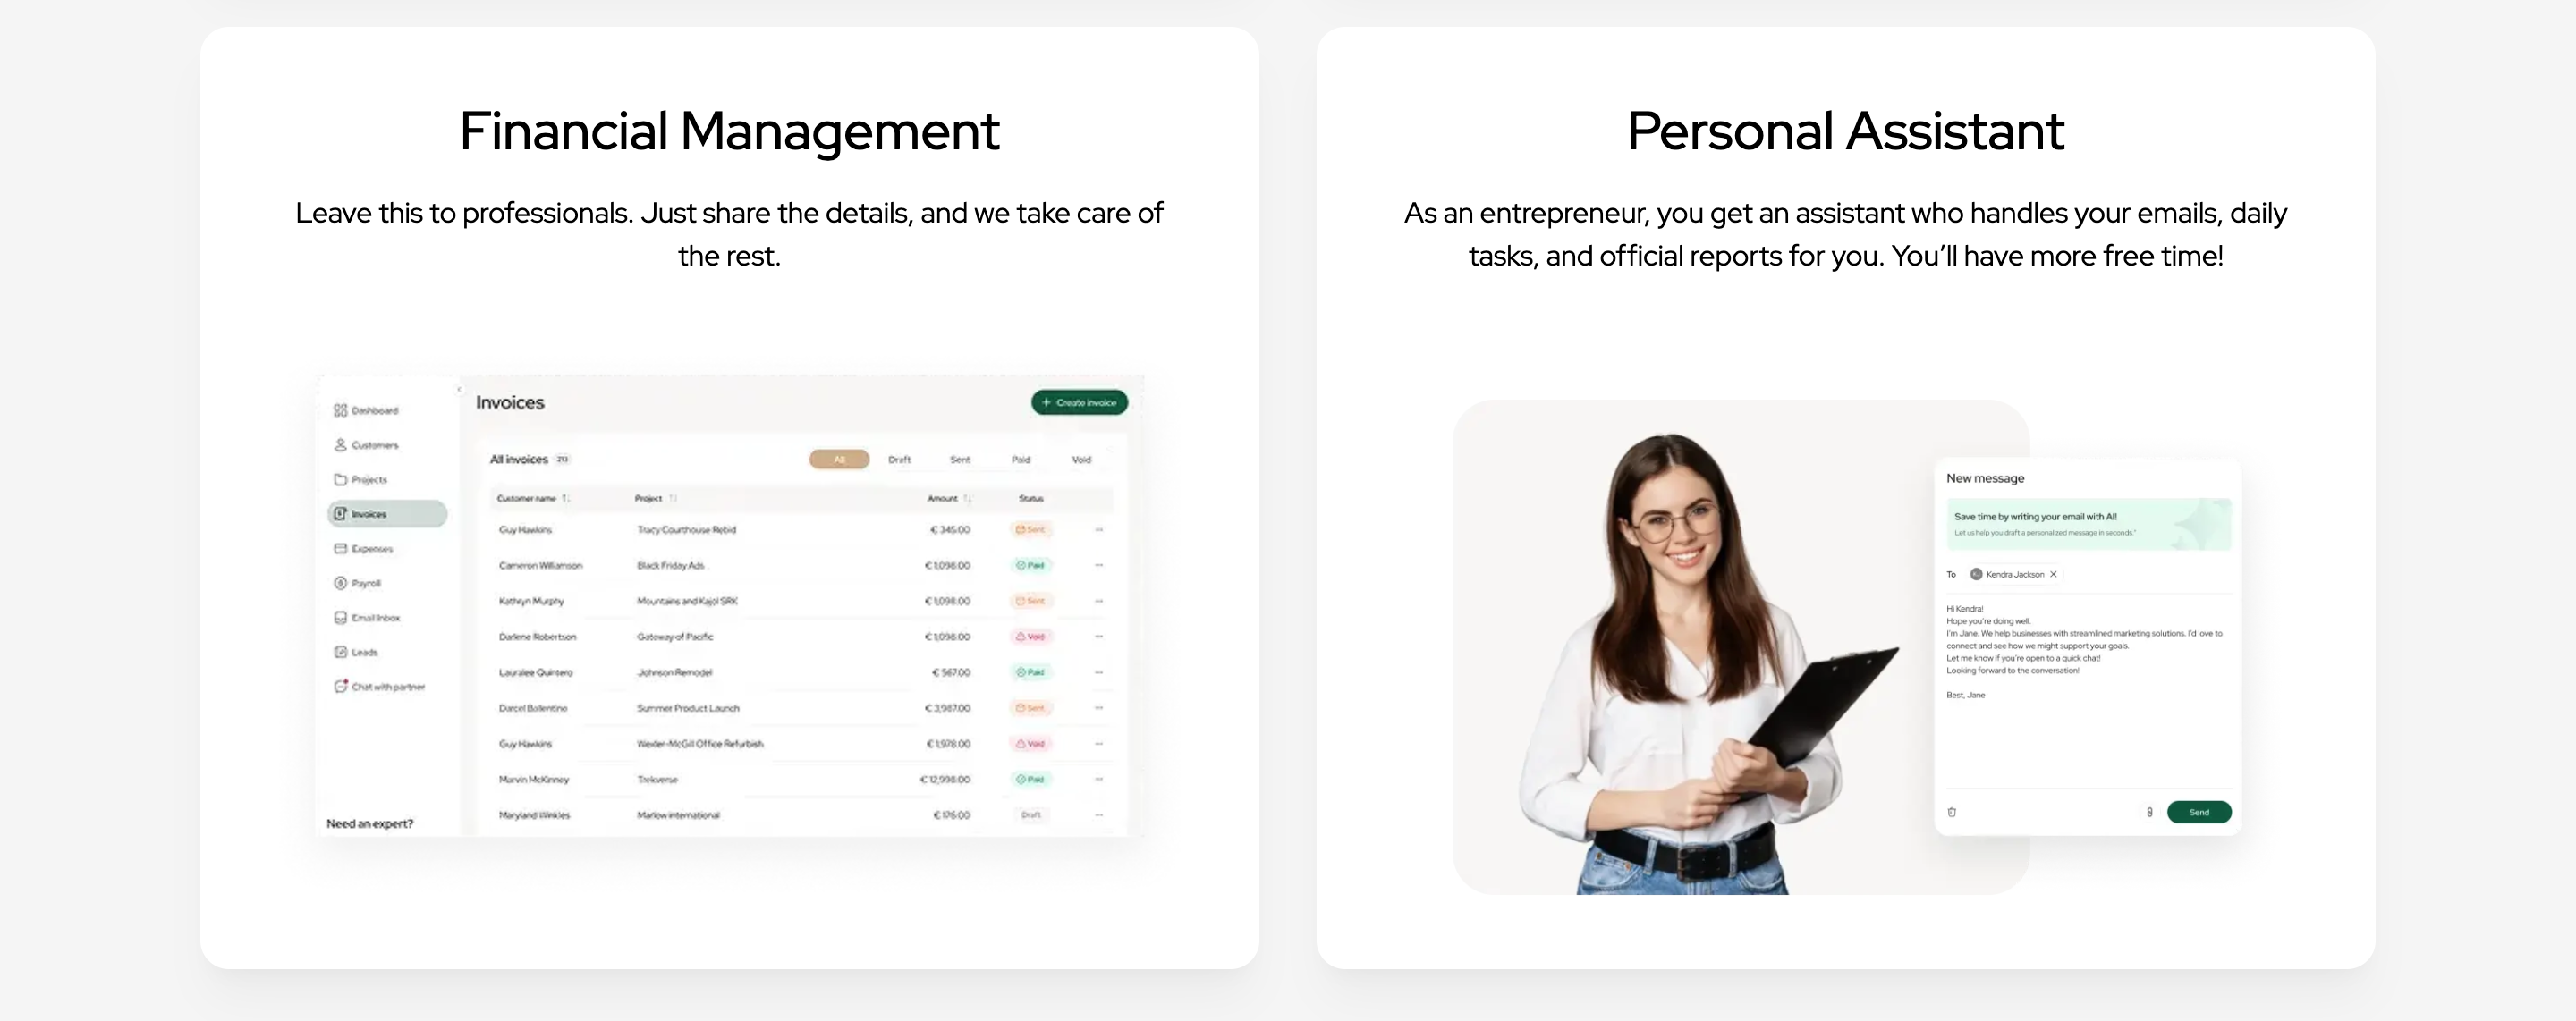 Financial Management
Leave this to professionals. Just share the details, and we take care of
the rest.
Dashboard
Customers
Projects
Invoices
Expenses
Payroll
Email Inbox
Leads
Chat with partner
Need an expert?
Invoices
+ Create invoice
All invoices 213
All Draft Sent Paid Void
Customer name Project Amount Status
Guy Hawkins Tracy Courthouse Rebid € 345.00 Sent
Cameron Williamson Black Friday Ads € 1,098.00 Paid
Kathryn Murphy Mountains and Kajol SRK € 1,098.00 Sent
Darlene Robertson Gateway of Pacific € 1,098.00 Void
Lauralee Quintero Johnson Remodel € 567.00 Paid
Darcel Ballentine Summer Product Launch € 3,987.00 Sent
Guy Hawkins Wexler-McGill Office Refurbish € 1,978.00 Void
Marvin McKinney Trekverse € 12,998.00 Paid
Maryland Winkles Marlow international € 176.00 Draft
Personal Assistant
As an entrepreneur, you get an assistant who handles your emails, daily
tasks, and official reports for you. You’ll have more free time!
New message
Save time by writing your email with AI!
Let us help you draft a personalized message in seconds."
To Kendra Jackson
Hi Kendra!
Hope you're doing well.
I'm Jane. We help businesses with streamlined marketing solutions. I'd love to
connect and see how we might support your goals.
Let me know if you're open to a quick chat!
Looking forward to the conversation!
Best, Jane
Send